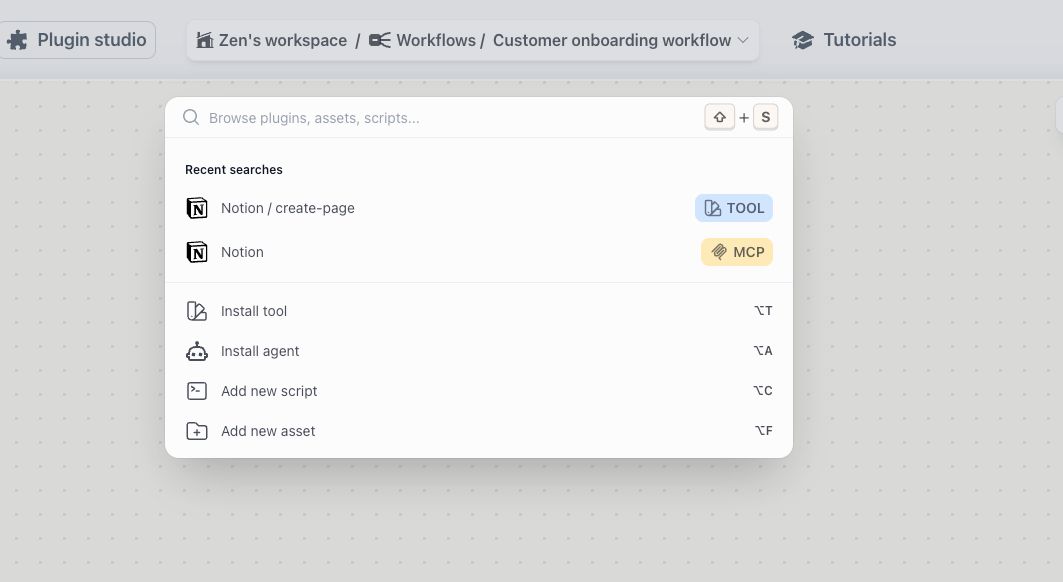 Plugin studio
Zen's workspace / Workflows / Customer onboarding workflow
Tutorials
Browse plugins, assets, scripts... + S
Recent searches
Notion / create-page TOOL
Notion MCP
Install tool ⌥T
Install agent ⌥A
Add new script ⌥C
Add new asset ⌥F